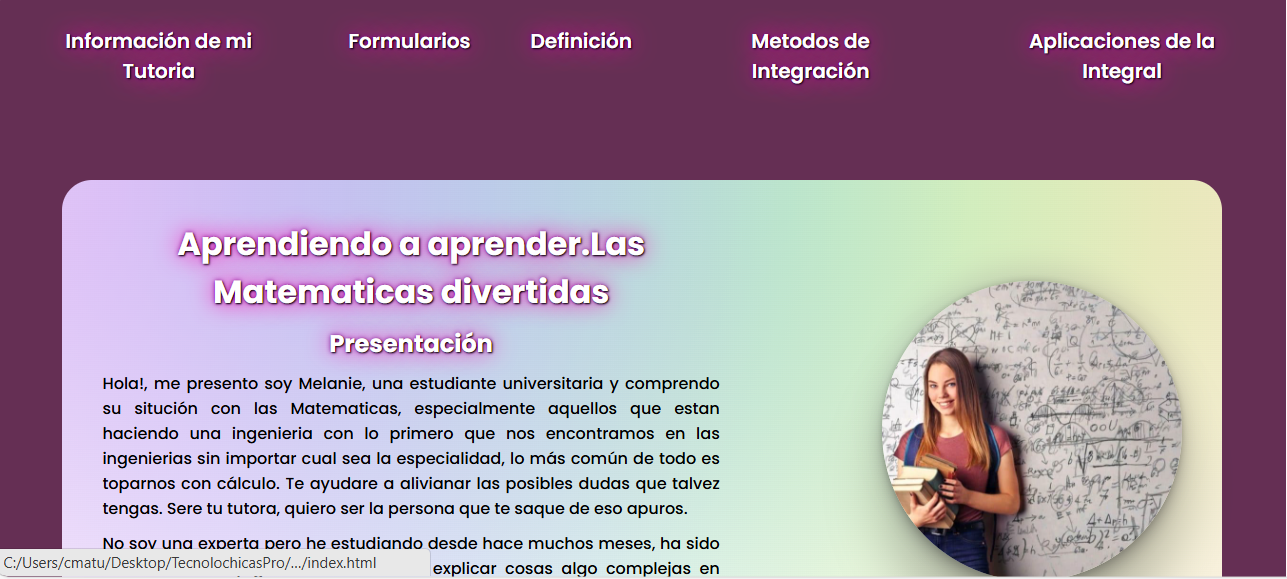 Información de mi Tutoria
Formularios
Definición
Metodos de Integración
Aplicaciones de la Integral
Aprendiendo a aprender.Las
Matematicas divertidas
Presentación
Hola!, me presento soy Melanie, una estudiante universitaria y comprendo
su situción con las Matematicas, especialmente aquellos que estan
haciendo una ingenieria con lo primero que nos encontramos en las
ingenierias sin importar cual sea la especialidad, lo más común de todo es
toparnos con cálculo. Te ayudare a alivianar las posibles dudas que talvez
tengas. Sere tu tutora, quiero ser la persona que te saque de eso apuros.
No soy una experta pero he estudiando desde hace muchos meses, ha sido
explicar cosas algo complejas en
C:/Users/cmatu/Desktop/TecnolochicasPro/.../index.html